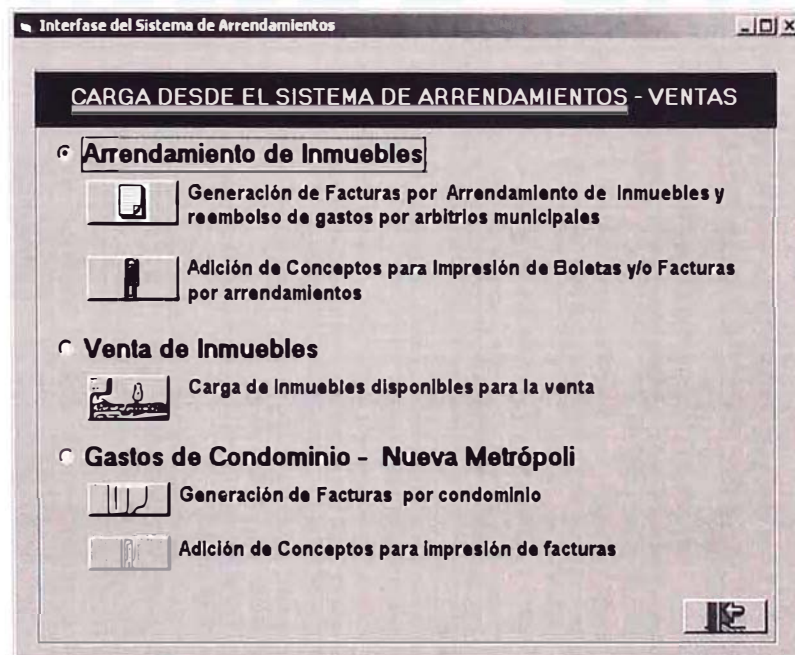 Interfase del Sistema de Arrendamientos
CARGA DESDE EL SISTEMA DE ARRENDAMIENTOS - VENTAS
Arrendamiento de Inmuebles
Generación de Facturas por Arrendamiento de Inmuebles y
reembolso de gastos por arbitrios municipales
Adición de Conceptos para Impresión de Boletas y/o Facturas
por arrendamientos
Venta de Inmuebles
Carga de inmuebles disponibles para la venta
Gastos de Condominio - Nueva Metrópoli
Generación de Facturas por condominio
Adición de Conceptos para impresión de facturas